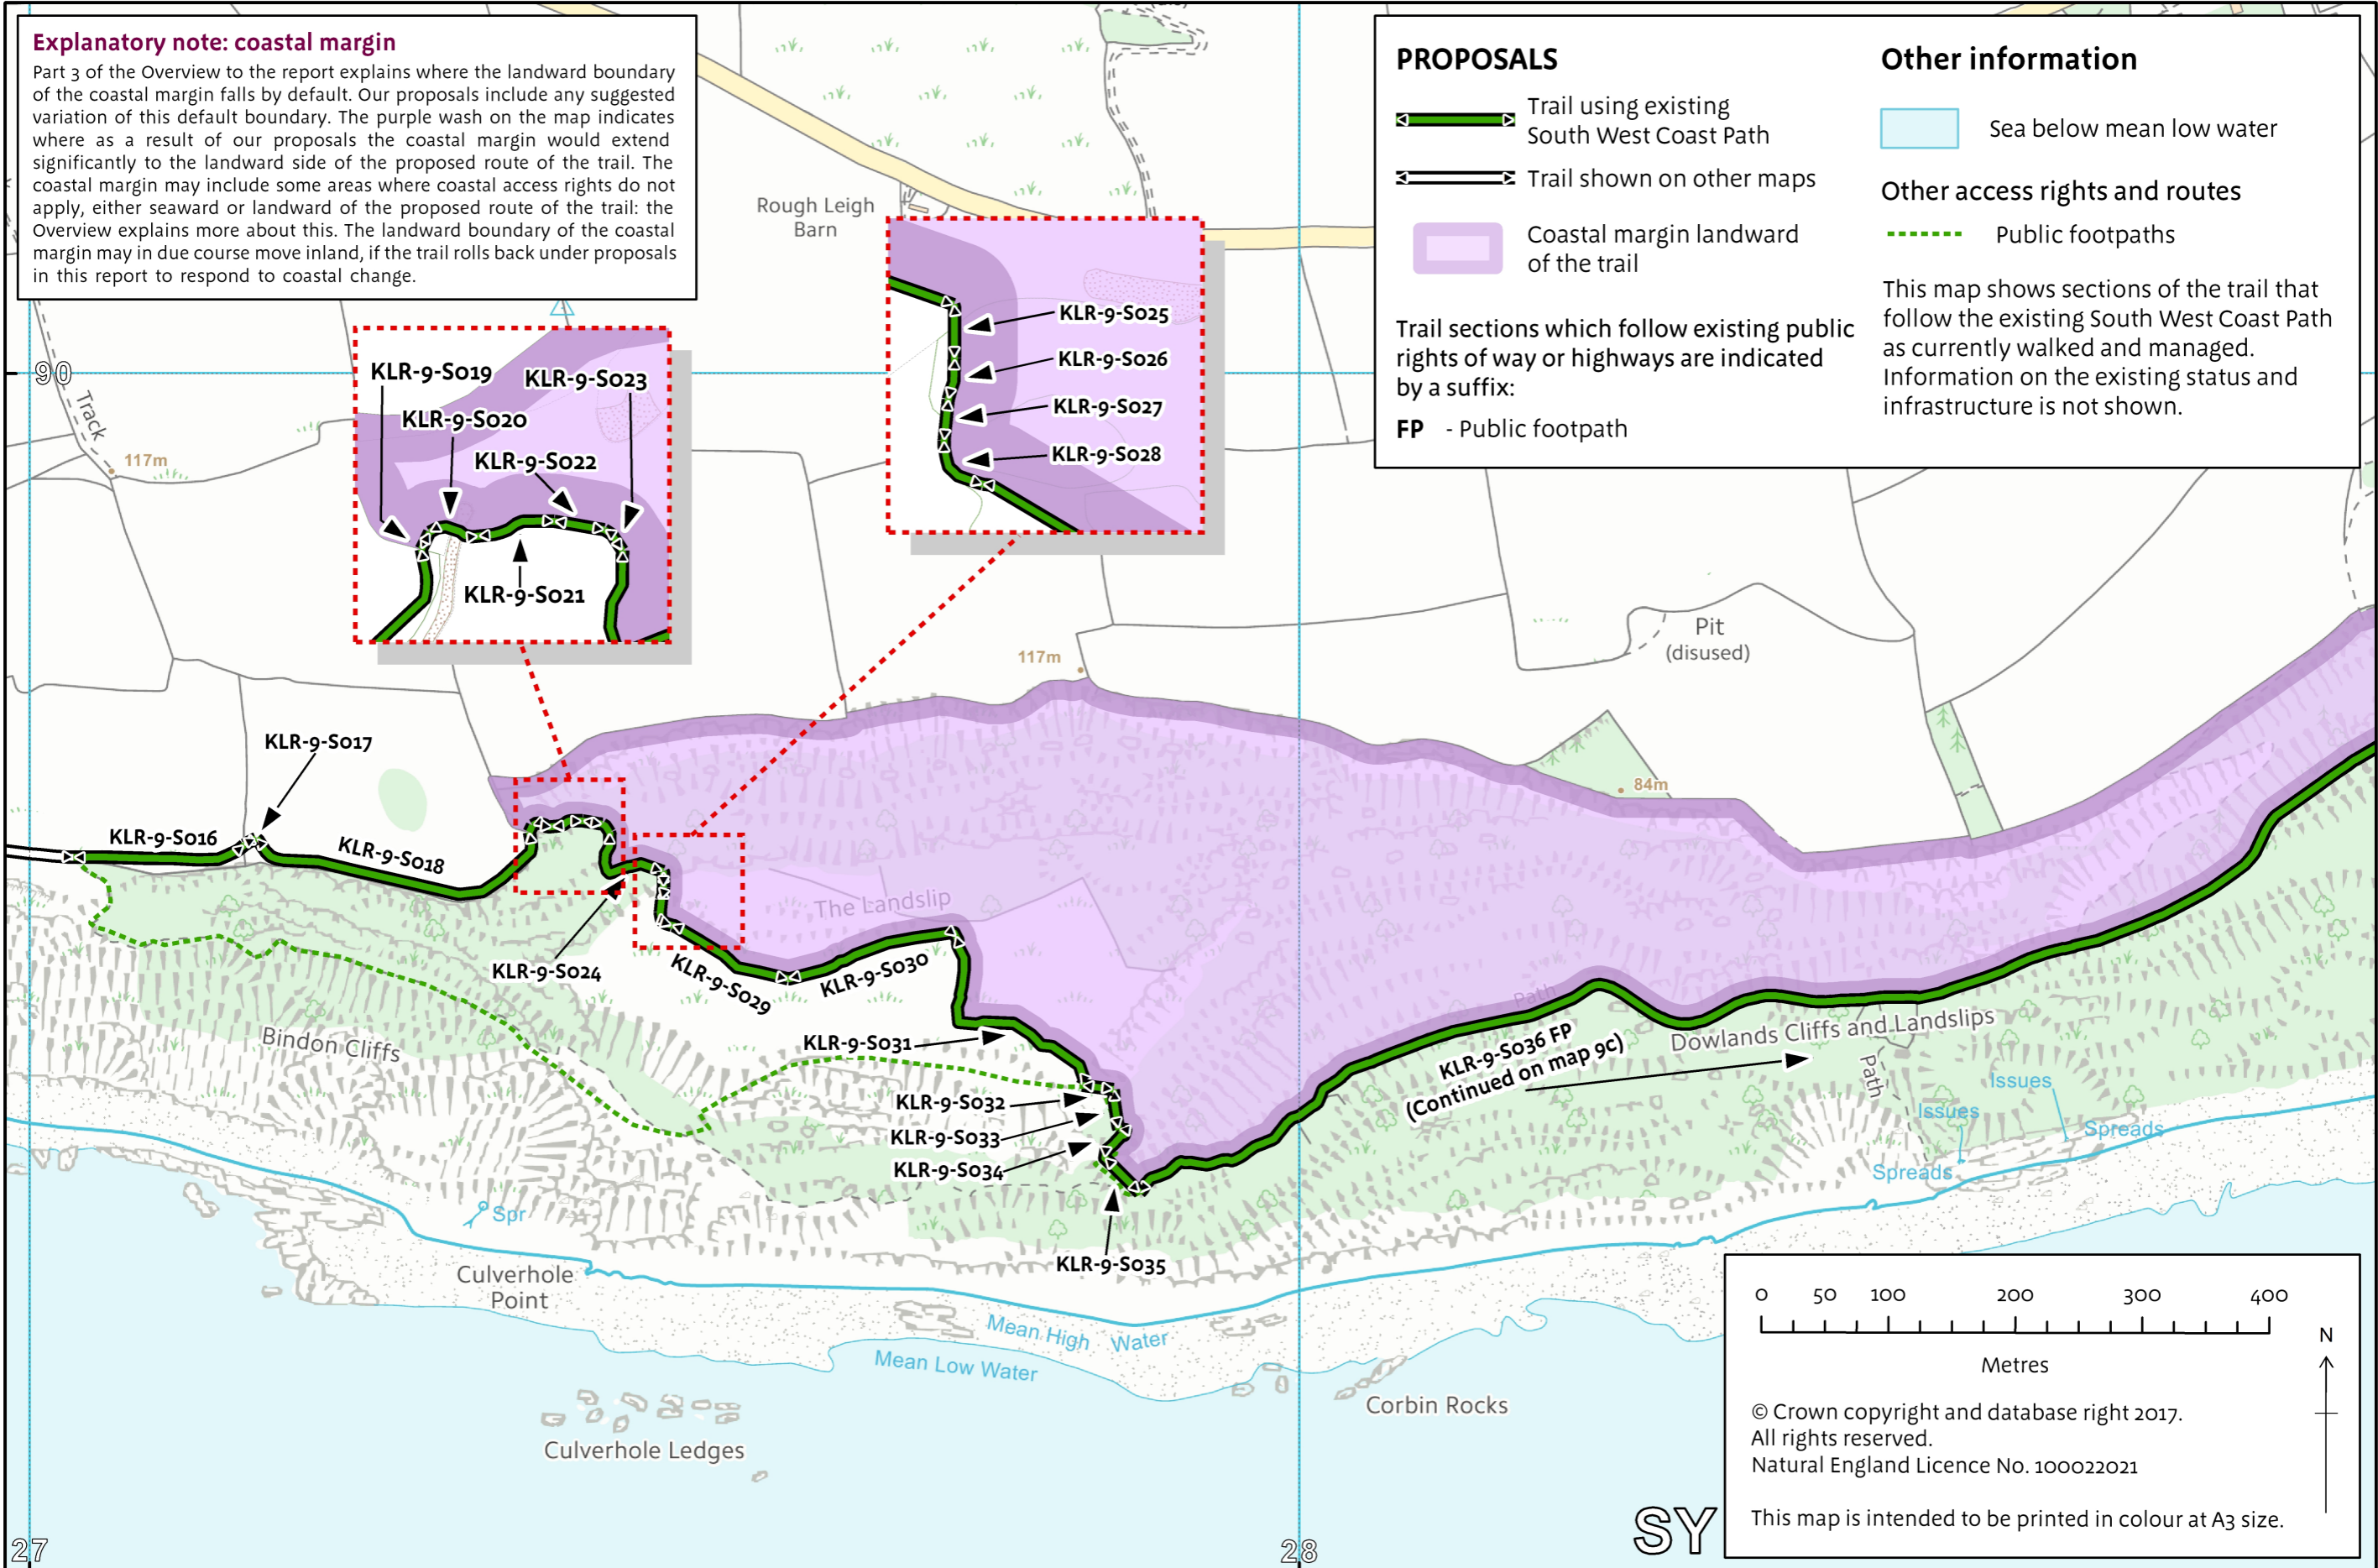 Explanatory note: coastal margin
Part 3 of the Overview to the report explains where the landward boundary
of the coastal margin falls by default. Our proposals include any suggested
variation of this default boundary. The purple wash on the map indicates
where as a result of our proposals the coastal margin would extend
significantly to the landward side of the proposed route of the trail. The
coastal margin may include some areas where coastal access rights do not
apply, either seaward or landward of the proposed route of the trail: the
Overview explains more about this. The landward boundary of the coastal
margin may in due course move inland, if the trail rolls back under proposals
in this report to respond to coastal change.
PROPOSALS
Trail using existing
South West Coast Path
Trail shown on other maps
Coastal margin landward
of the trail
Trail sections which follow existing public
rights of way or highways are indicated
by a suffix:
FP - Public footpath
Other information
Sea below mean low water
Other access rights and routes
Public footpaths
This map shows sections of the trail that
follow the existing South West Coast Path
as currently walked and managed.
Information on the existing status and
infrastructure is not shown.
Rough Leigh
Barn
90
Track
117m
KLR-9-S019
KLR-9-S023
KLR-9-S020
KLR-9-S022
KLR-9-S021
KLR-9-S025
KLR-9-S026
KLR-9-S027
KLR-9-S028
Pit
(disused)
117m
84m
KLR-9-S017
KLR-9-S016
KLR-9-S018
The Landslip
KLR-9-S024
KLR-9-S029
KLR-9-S030
KLR-9-S031
KLR-9-S032
KLR-9-S033
KLR-9-S034
KLR-9-S035
Path
KLR-9-S036 FP
(Continued on map 9c)
Dowlands Cliffs and Landslips
Path
Issues
Issues
Spreads
Spreads
Bindon Cliffs
Spr
Culverhole
Point
Mean High Water
Mean Low Water
Culverhole Ledges
Corbin Rocks
27
28
SY
0 50 100 200 300 400
Metres
N
© Crown copyright and database right 2017.
All rights reserved.
Natural England Licence No. 100022021
This map is intended to be printed in colour at A3 size.